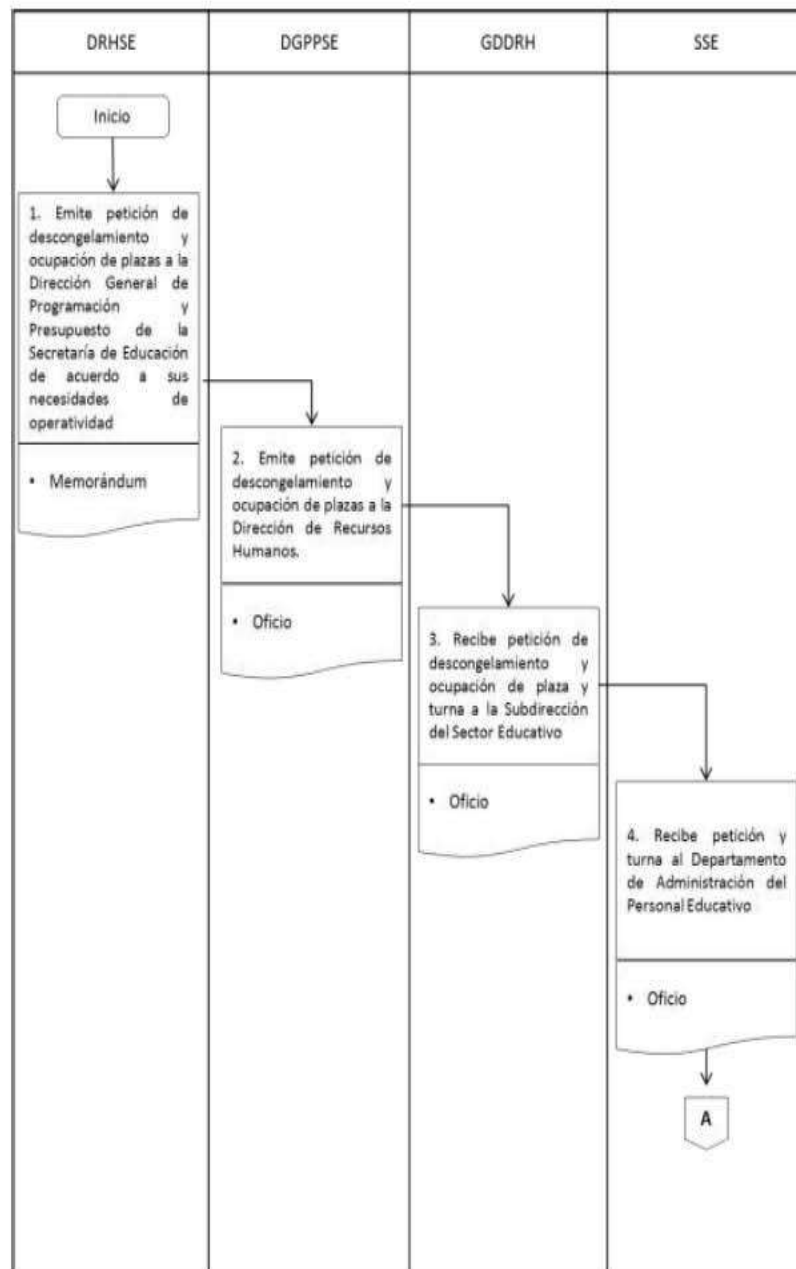 DRHSE
DGPPSE
GDDRH
SSE
Inicio
1. Emite petición de
descongelamiento y
ocupación de plazas a la
Dirección General de
Programación y
Presupuesto de la
Secretaría de Educación
de acuerdo a sus
necesidades de
operatividad
• Memorándum
2. Emite petición de
descongelamiento y
ocupación de plazas a la
Dirección de Recursos
Humanos.
• Oficio
3. Recibe petición de
descongelamiento y
ocupación de plaza y
turna a la Subdirección
del Sector Educativo
• Oficio
4. Recibe petición y
turna al Departamento
de Administración del
Personal Educativo
• Oficio
A